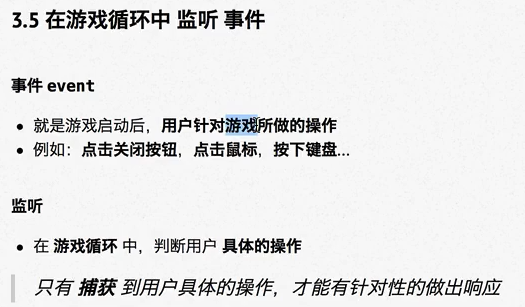 3.5 在游戏循环中 监听 事件
事件 event
• 就是游戏启动后，用户针对游戏所做的操作
• 例如：点击关闭按钮，点击鼠标，按下键盘...
监听
• 在 游戏循环 中，判断用户 具体的操作
只有 捕获 到用户具体的操作，才能有针对性的做出响应